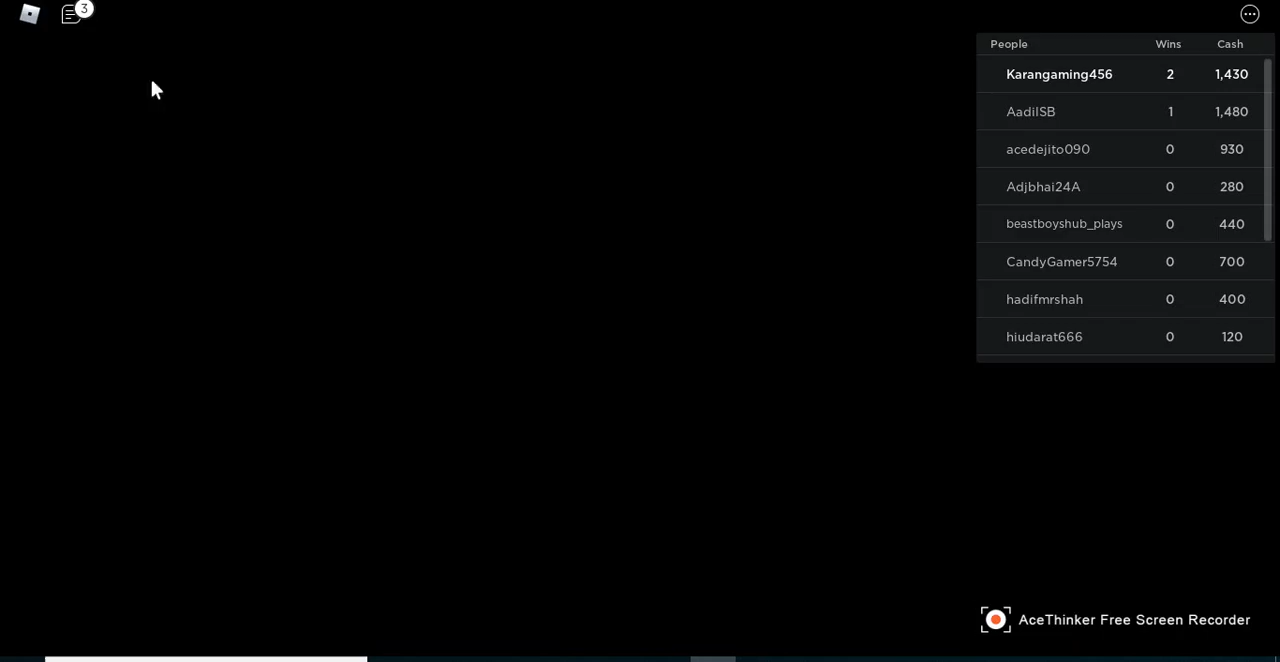 3
People Wins Cash
Karangaming456 2 1,430
AadilSB 1 1,480
acedejito090 0 930
Adjbhai24A 0 280
beastboyshub_plays 0 440
CandyGamer5754 0 700
hadifmrshah 0 400
hiudarat666 0 120
AceThinker Free Screen Recorder